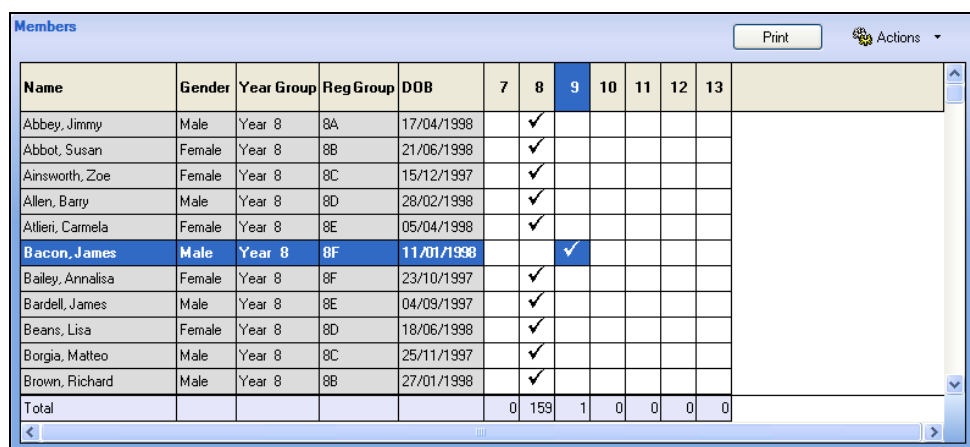 Members
Print Actions
Name Gender Year Group Reg Group DOB 7 8 9 10 11 12 13
Abbey, Jimmy Male Year 8 8A 17/04/1998 ✓
Abbot, Susan Female Year 8 8B 21/06/1998 ✓
Ainsworth, Zoe Female Year 8 8C 15/12/1997 ✓
Allen, Barry Male Year 8 8D 28/02/1998 ✓
Atlieri, Carmela Female Year 8 8E 05/04/1998 ✓
Bacon, James Male Year 8 8F 11/01/1998 ✓
Bailey, Annalisa Female Year 8 8F 23/10/1997 ✓
Bardell, James Male Year 8 8E 04/09/1997 ✓
Beans, Lisa Female Year 8 8D 18/06/1998 ✓
Borgia, Matteo Male Year 8 8C 25/11/1997 ✓
Brown, Richard Male Year 8 8B 27/01/1998 ✓
Total 0 159 1 0 0 0 0